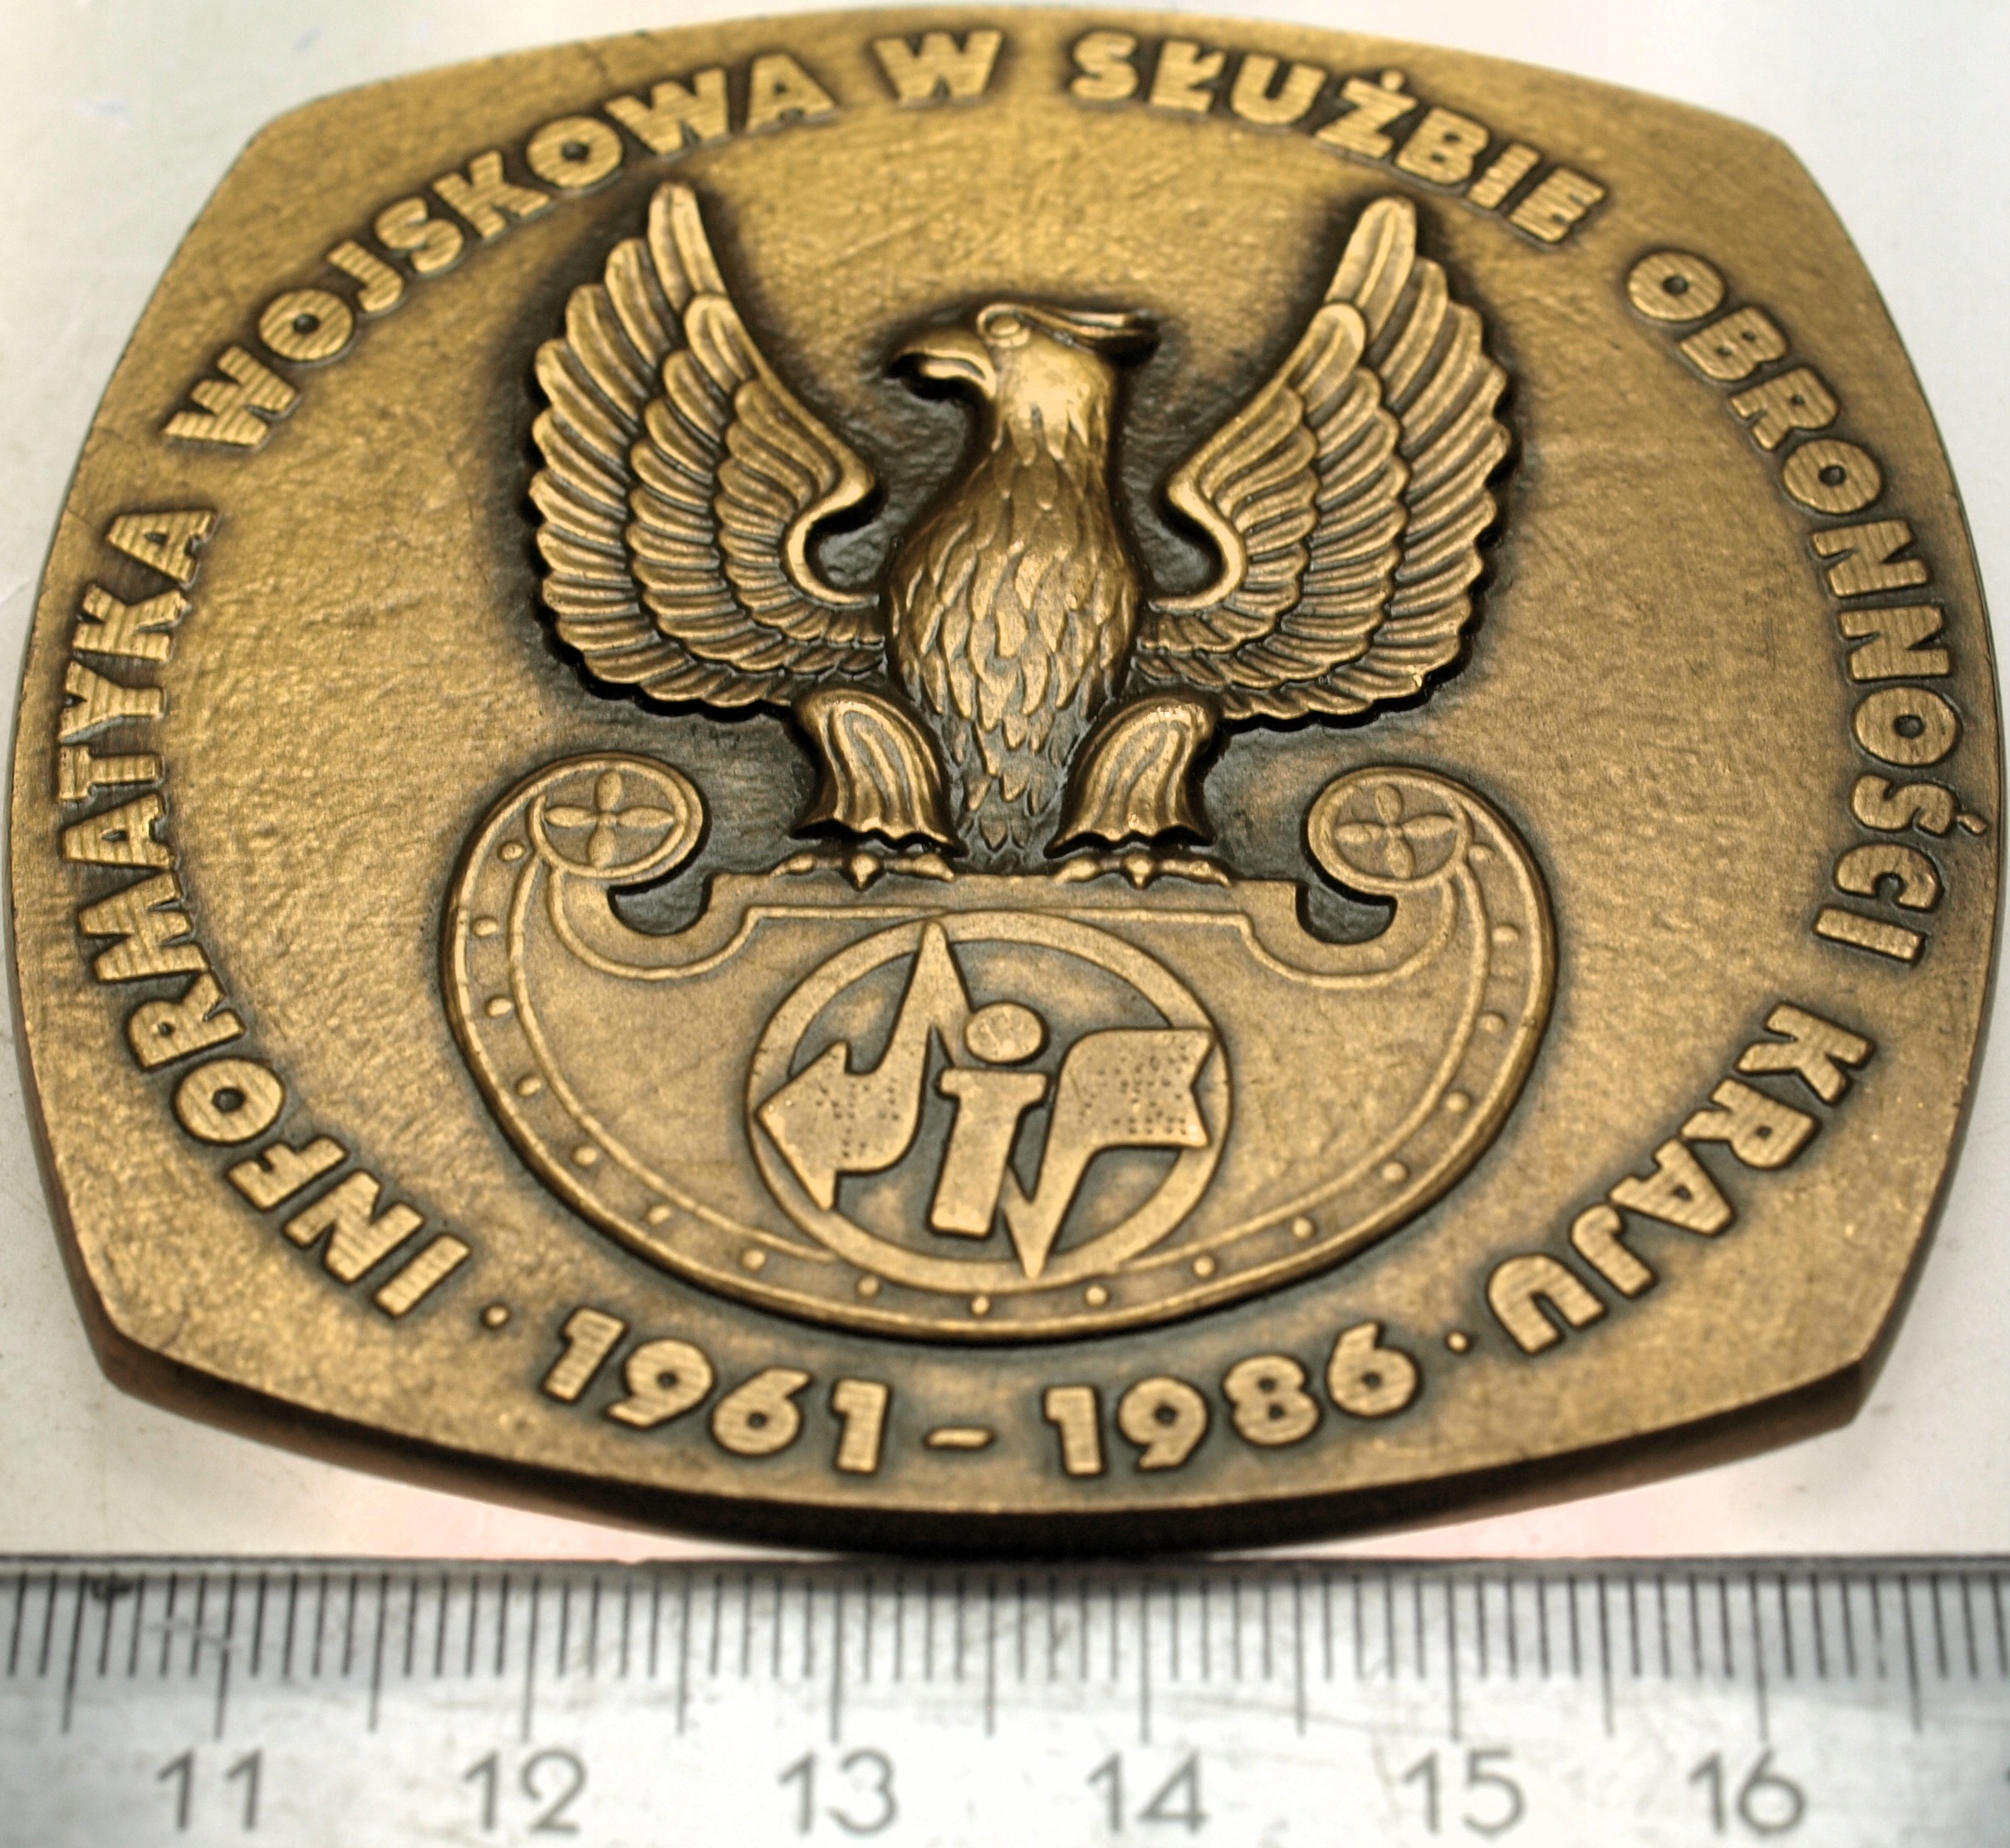 INFORMATYKA WOJSKOWA W SŁUŻBIE OBRONNOŚCI KRAJU
· 1961 – 1986 ·
i
11 12 13 14 15 16